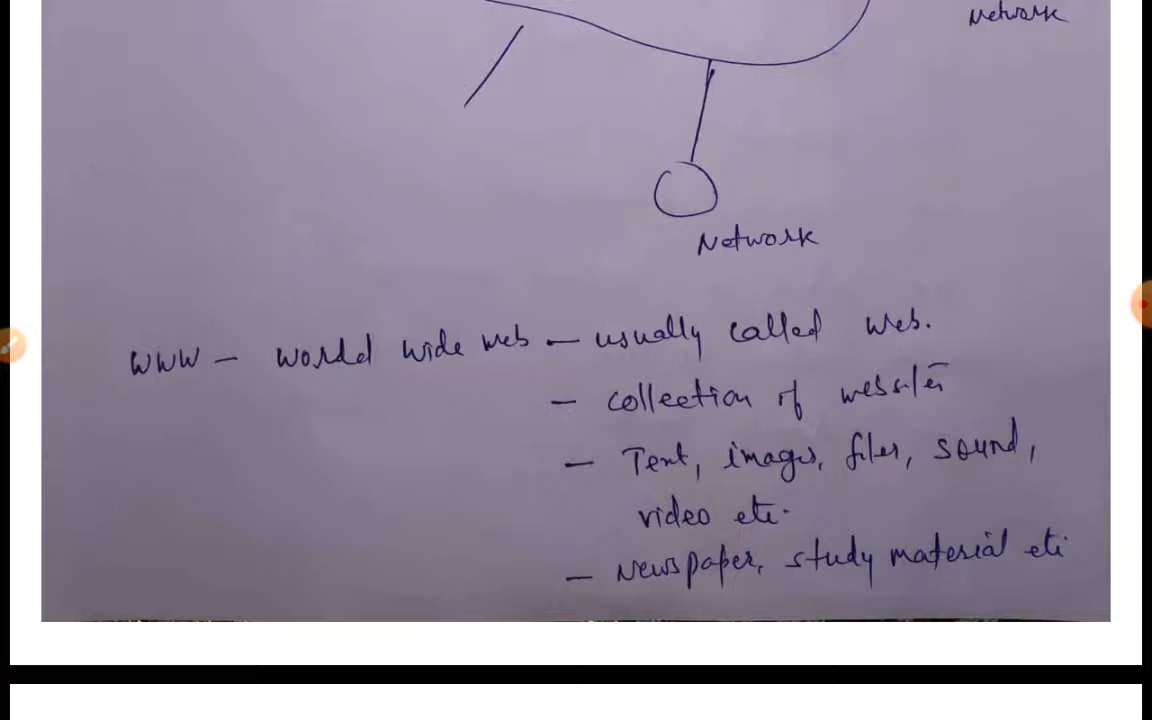 Network
Network
WWW - World wide web - usually called web.
- collection of websites
- Text, images, files, sound,
video etc.
- Newspaper, study material etc